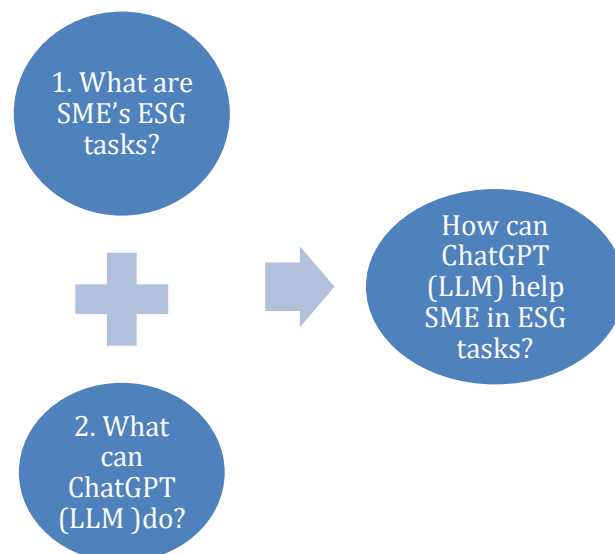 1. What are
SME’s ESG
tasks?
How can
ChatGPT
(LLM) help
SME in ESG
tasks?
2. What
can
ChatGPT
(LLM )do?